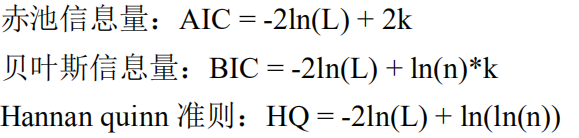 赤池信息量：AIC = -2ln(L) + 2k
贝叶斯信息量：BIC = -2ln(L) + ln(n)*k
Hannan quinn 准则：HQ = -2ln(L) + ln(ln(n))